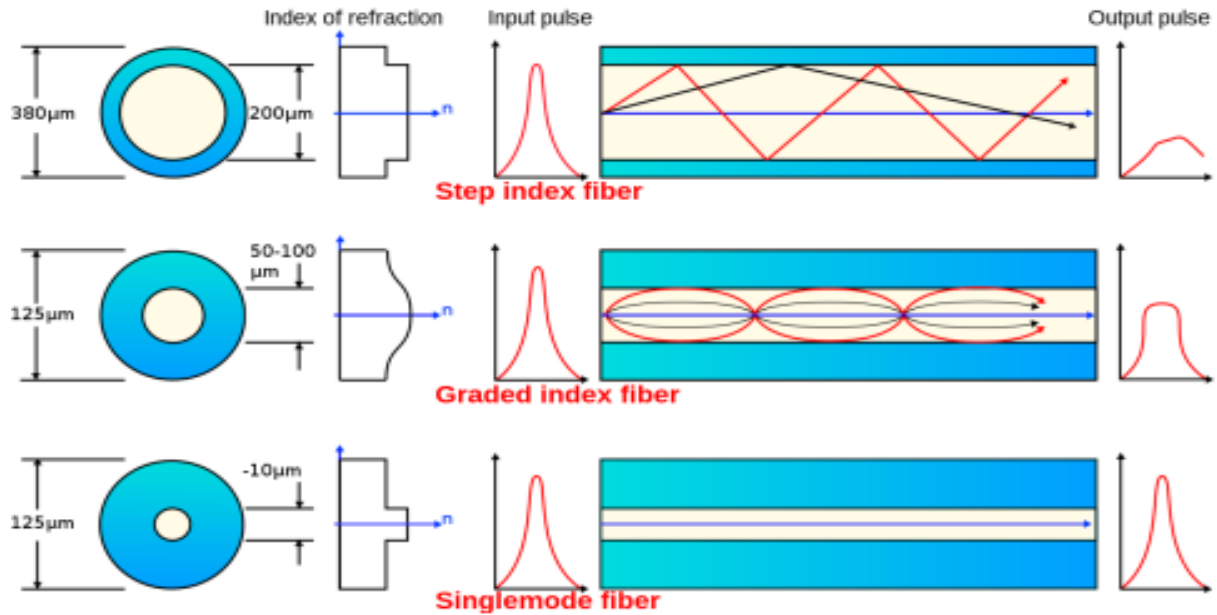 Index of refraction
Input pulse
Output pulse
380µm
200µm
n
Step index fiber
50-100
µm
125µm
n
Graded index fiber
-10µm
125µm
n
Singlemode fiber